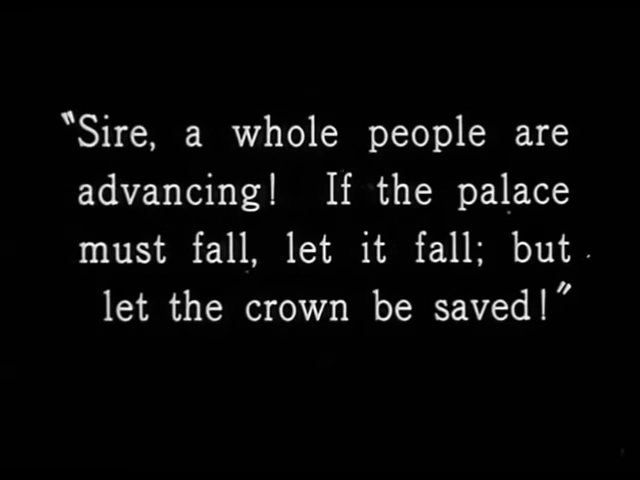 "Sire, a whole people are
advancing! If the palace
must fall, let it fall; but
let the crown be saved!"